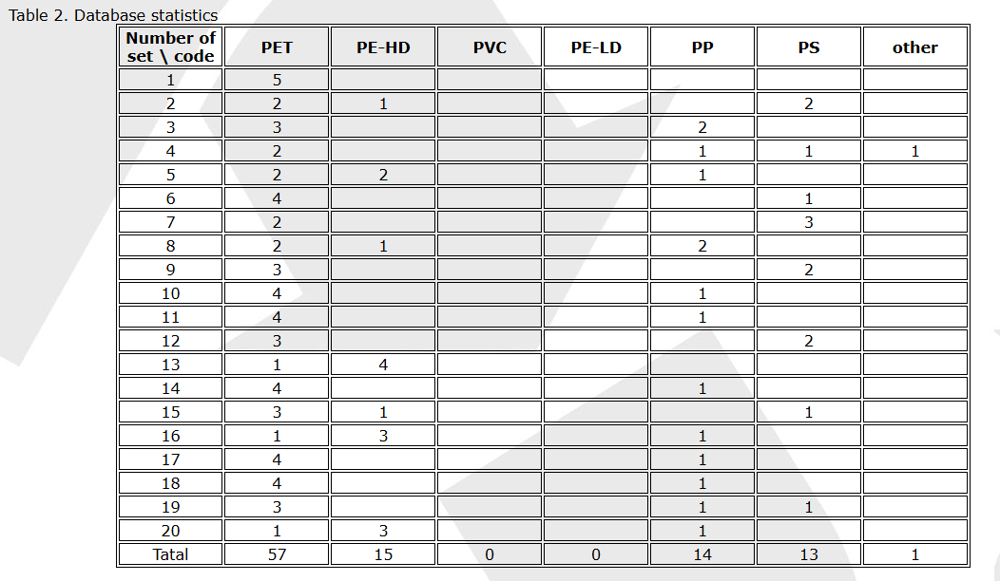 Table 2. Database statistics
Number of set \ code PET PE-HD PVC PE-LD PP PS other
1 5
2 2 1 2
3 3 2
4 2 1 1 1
5 2 2 1
6 4 1
7 2 3
8 2 1 2
9 3 2
10 4 1
11 4 1
12 3 2
13 1 4
14 4 1
15 3 1 1
16 1 3 1
17 4 1
18 4 1
19 3 1 1
20 1 3 1
Tatal 57 15 0 0 14 13 1